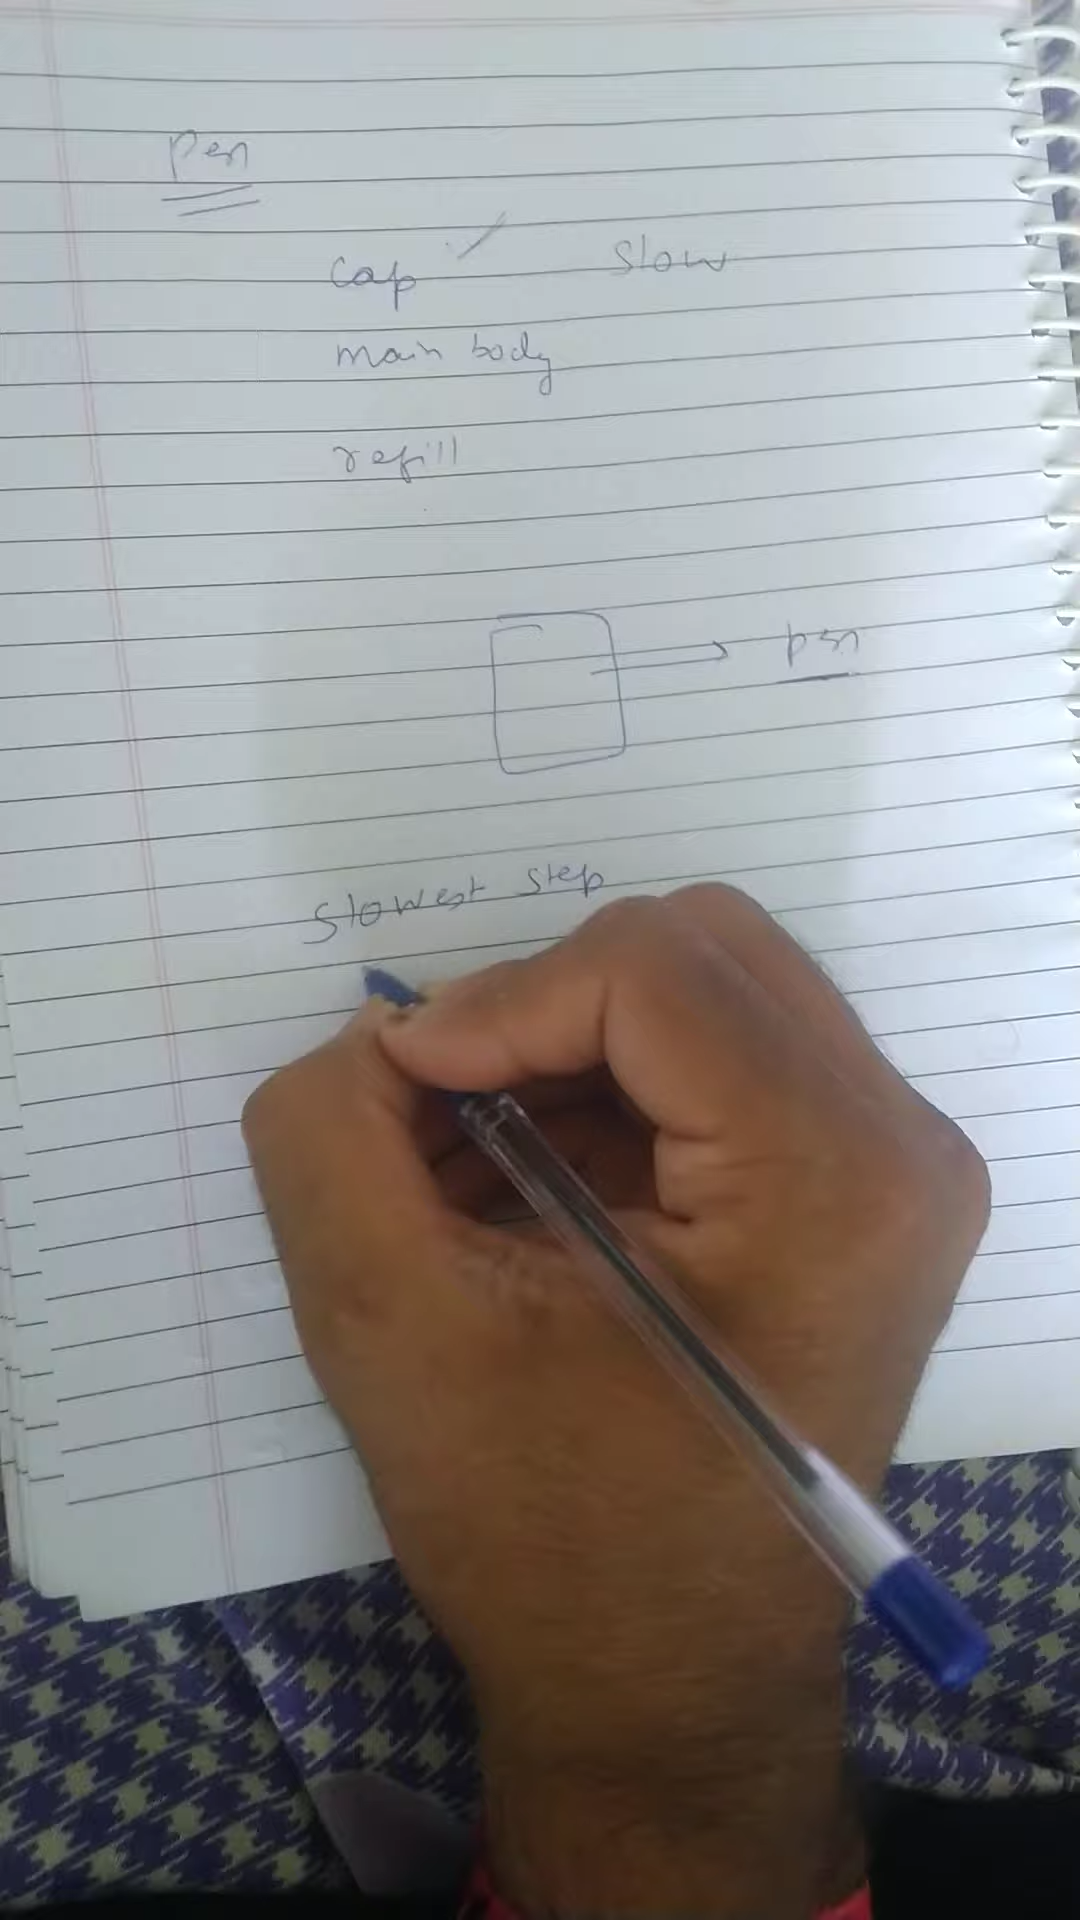 Pen
cap slow
main body
refill
pen
slowest step